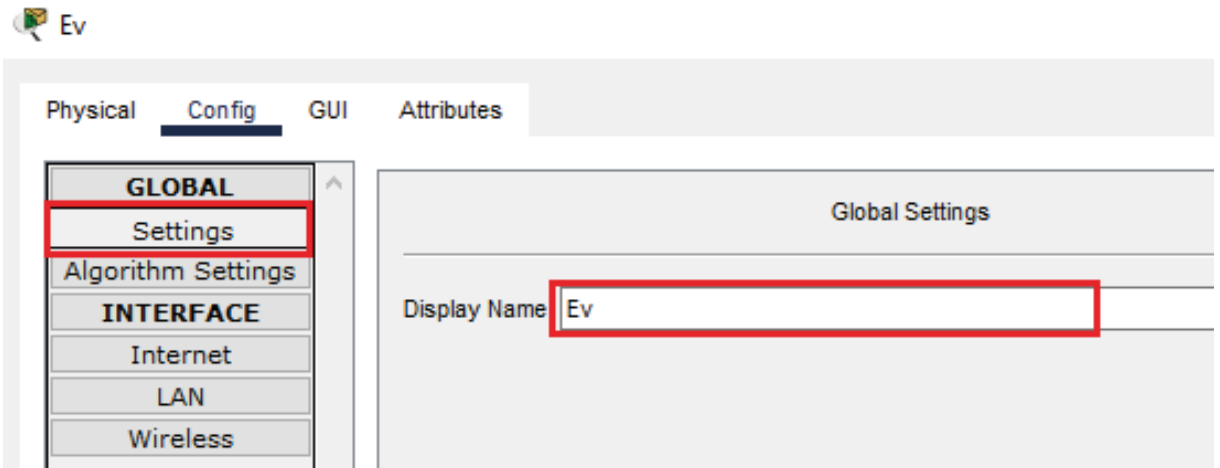 Ev
Physical Config GUI Attributes
GLOBAL
Settings
Algorithm Settings
INTERFACE
Internet
LAN
Wireless
Global Settings
Display Name Ev